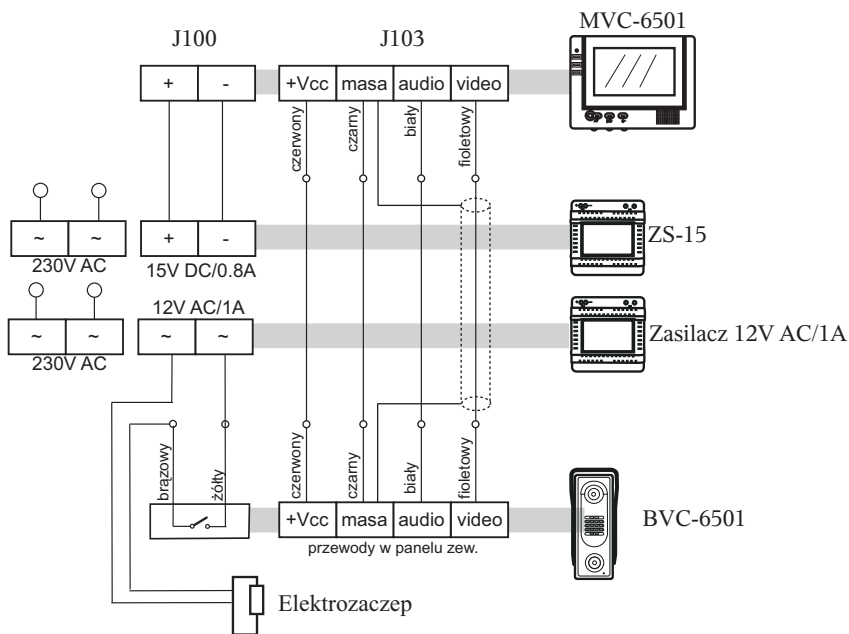 MVC-6501
J100
J103
+
-
+Vcc
masa
audio
video
czerwony
czarny
biały
fioletowy
~
~
+
-
ZS-15
230V AC
15V DC/0.8A
12V AC/1A
~
~
~
~
Zasilacz 12V AC/1A
230V AC
brązowy
żółty
czerwony
czarny
biały
fioletowy
+Vcc
masa
audio
video
BVC-6501
przewody w panelu zew.
Elektrozaczep